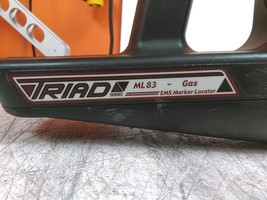 TRIAD
SERIES
ML83 - Gas
EMS Marker Locator